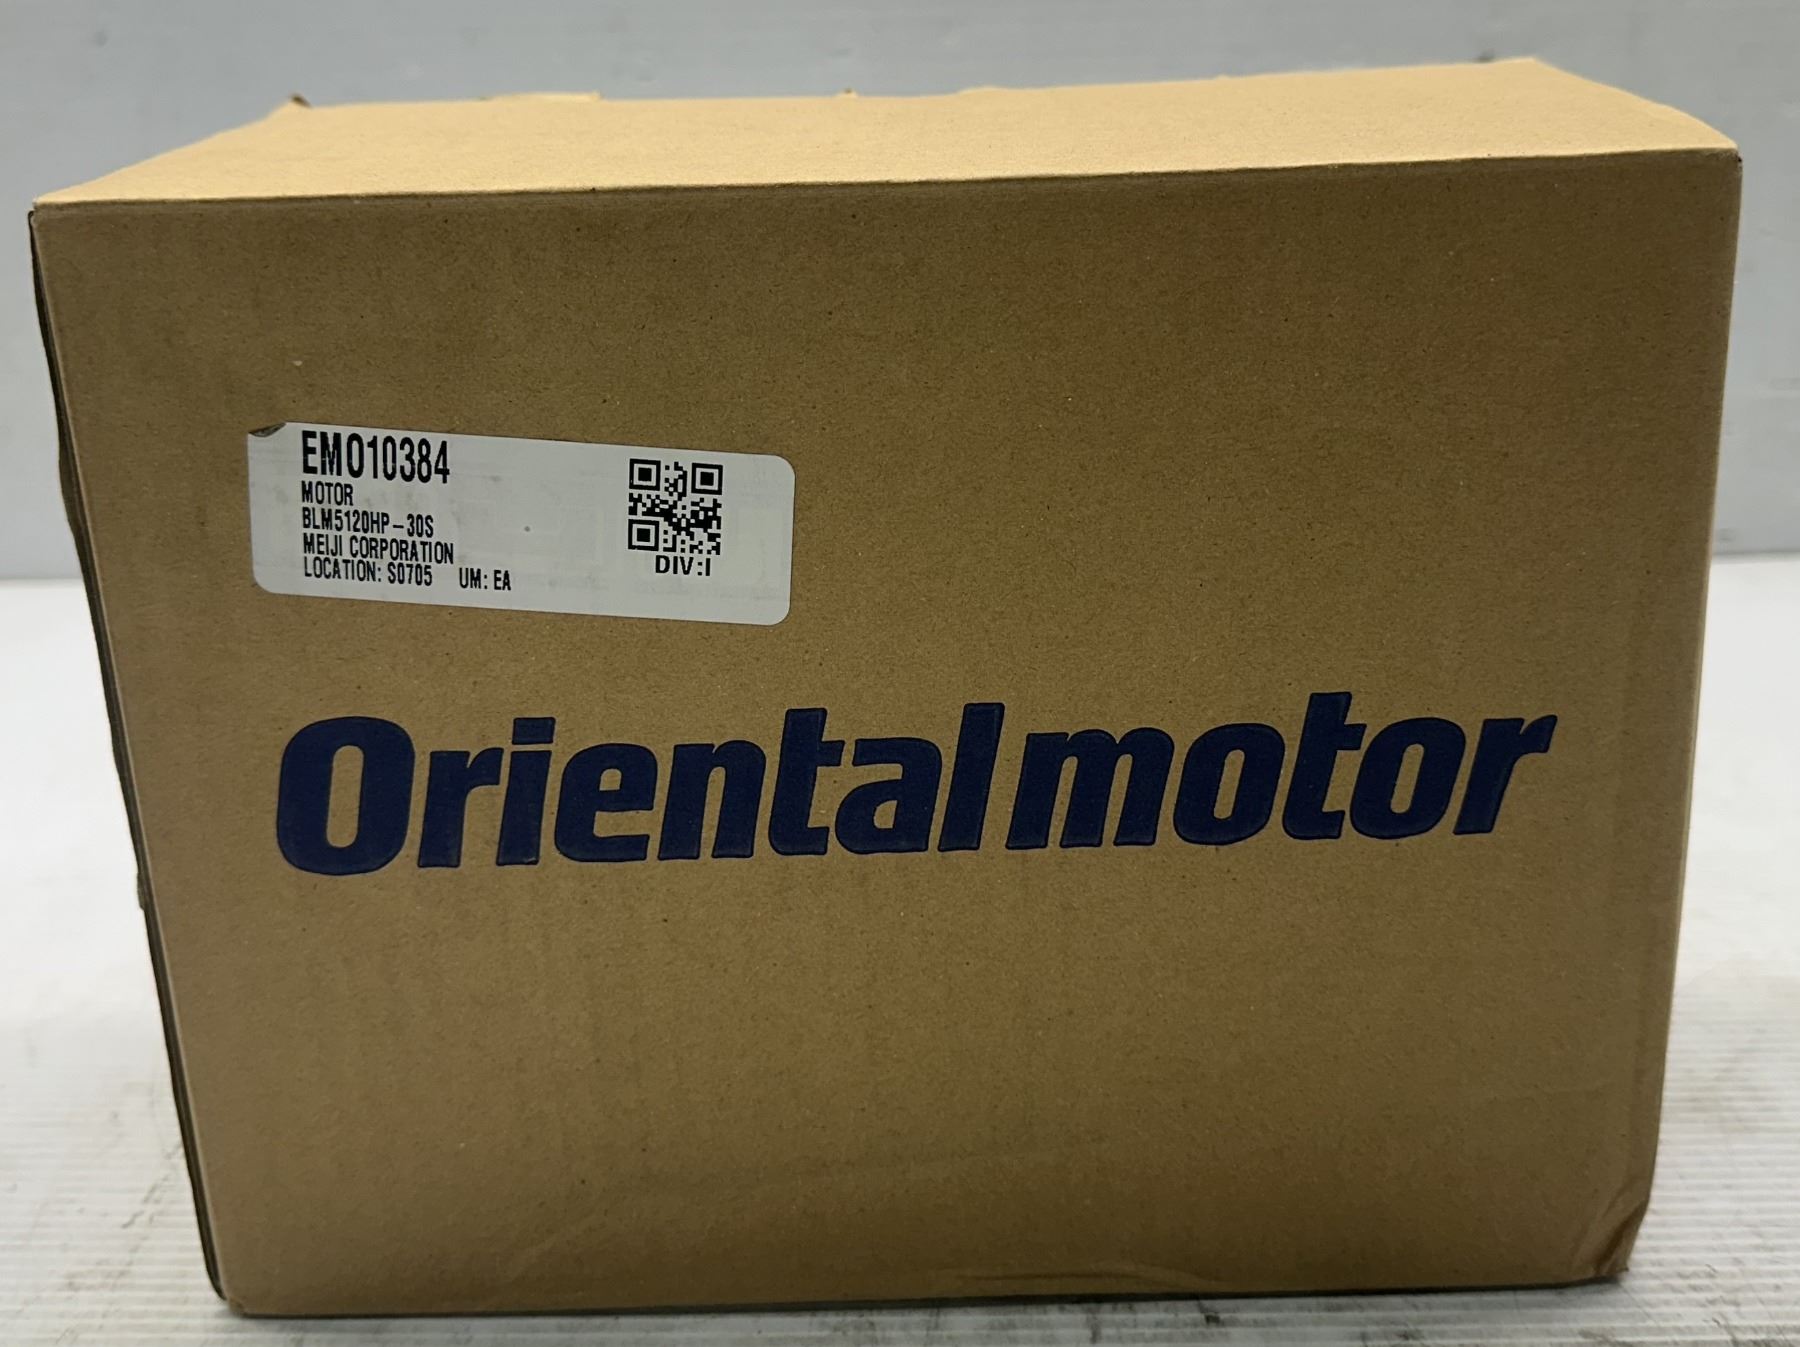 EM010384
MOTOR
BLM5120HP-30S
MEIJI CORPORATION
LOCATION: S0705 UM: EA
DIV:I
Orientalmotor